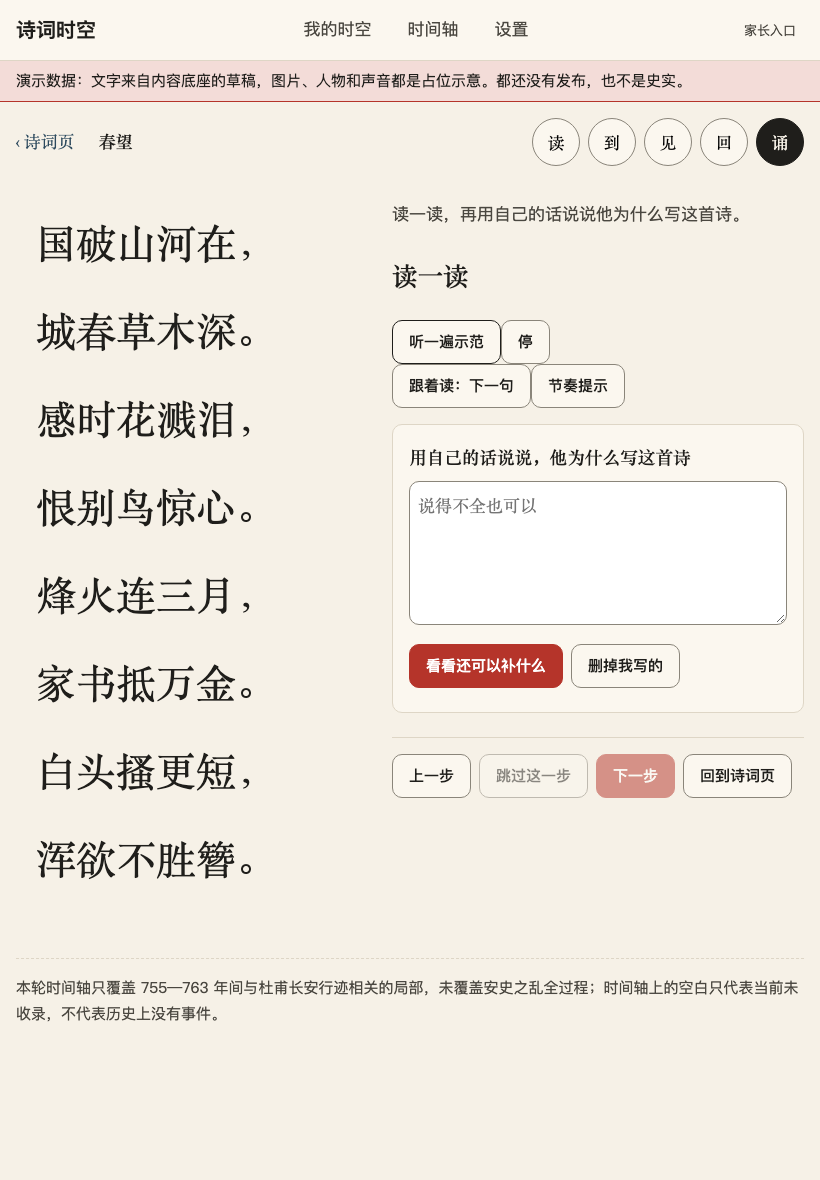 诗词时空
我的时空 时间轴 设置
家长入口
演示数据：文字来自内容底座的草稿，图片、人物和声音都是占位示意。都还没有发布，也不是史实。
‹ 诗词页 春望
读 到 见 回 诵
国破山河在，
城春草木深。
感时花溅泪，
恨别鸟惊心。
烽火连三月，
家书抵万金。
白头搔更短，
浑欲不胜簪。
读一读，再用自己的话说说他为什么写这首诗。
读一读
听一遍示范 停
跟着读：下一句 节奏提示
用自己的话说说，他为什么写这首诗
说得不全也可以
看看还可以补什么 删掉我写的
上一步 跳过这一步 下一步 回到诗词页
本轮时间轴只覆盖 755—763 年间与杜甫长安行迹相关的局部，未覆盖安史之乱全过程；时间轴上的空白只代表当前未
收录，不代表历史上没有事件。